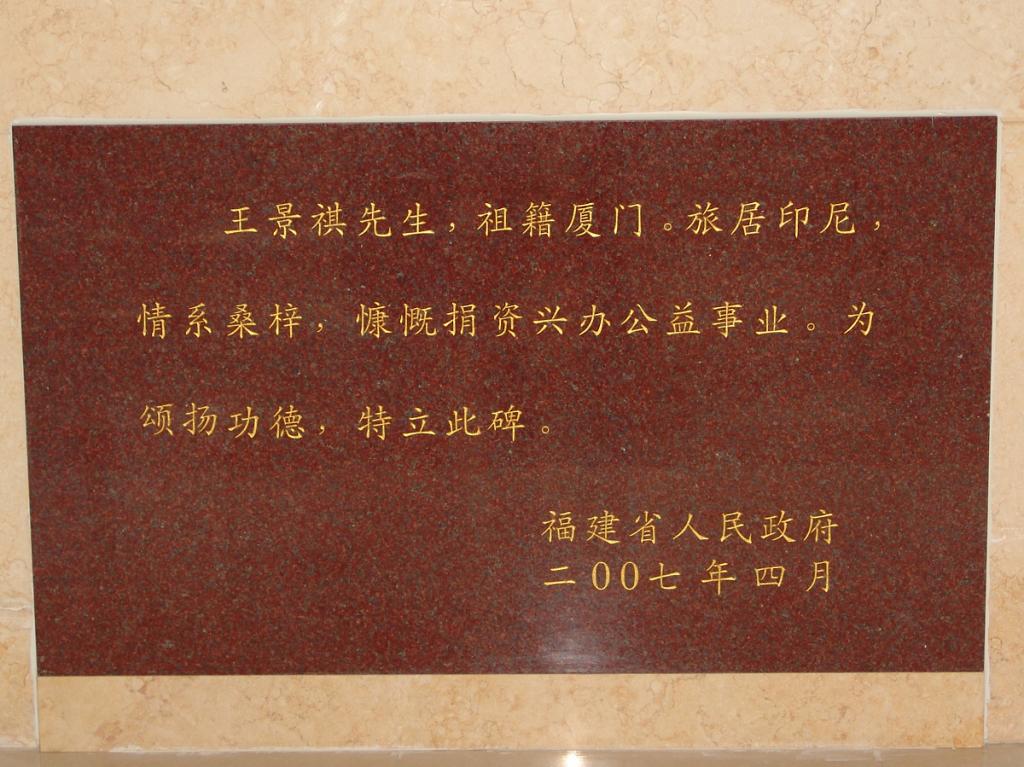 王景祺先生，祖籍厦门。旅居印尼，
情系桑梓，慷慨捐资兴办公益事业。为
颂扬功德，特立此碑。
福建省人民政府
二00七年四月